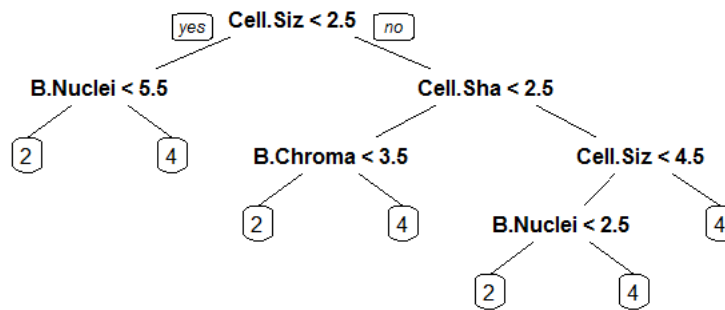 yes Cell.Siz < 2.5 no
B.Nuclei < 5.5 Cell.Sha < 2.5
2 4 B.Chroma < 3.5 Cell.Siz < 4.5
2 4 B.Nuclei < 2.5 4
2 4